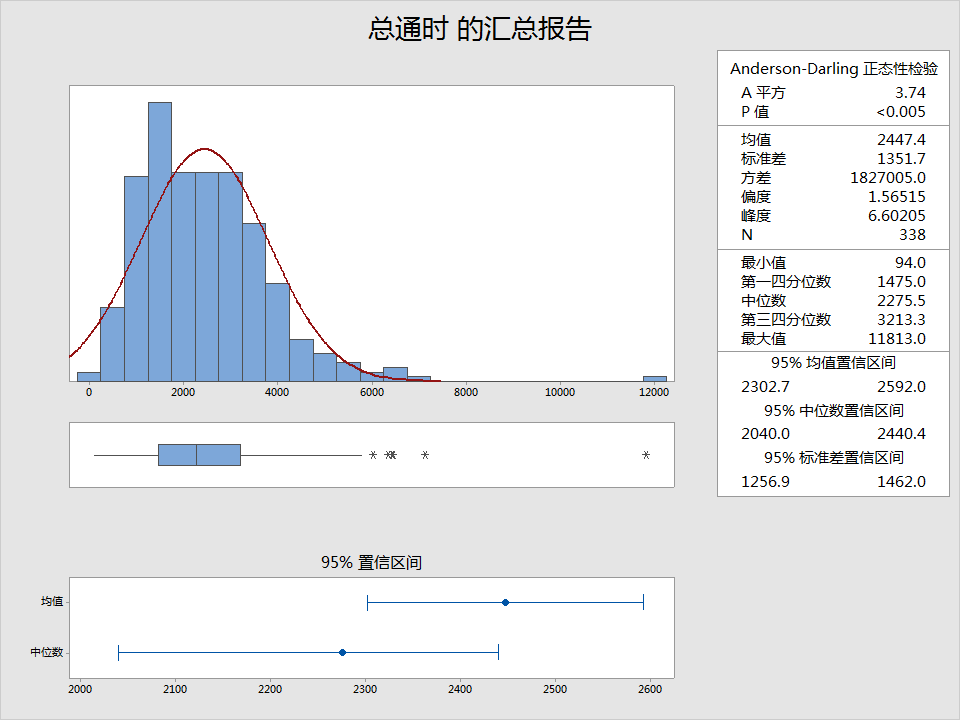 总通时 的汇总报告
Anderson-Darling 正态性检验
A 平方 3.74
P 值 <0.005
均值 2447.4
标准差 1351.7
方差 1827005.0
偏度 1.56515
峰度 6.60205
N 338
最小值 94.0
第一四分位数 1475.0
中位数 2275.5
第三四分位数 3213.3
最大值 11813.0
95% 均值置信区间
2302.7 2592.0
95% 中位数置信区间
2040.0 2440.4
95% 标准差置信区间
1256.9 1462.0
0 2000 4000 6000 8000 10000 12000
95% 置信区间
均值
中位数
2000 2100 2200 2300 2400 2500 2600